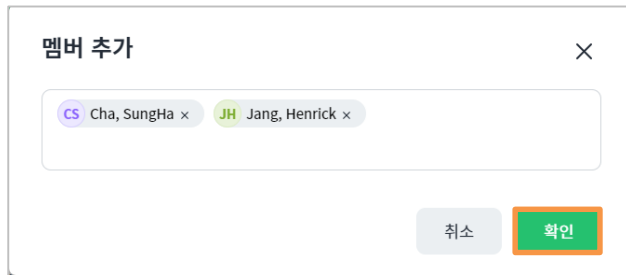 멤버 추가
CS Cha, SungHa × JH Jang, Henrick ×
취소 확인